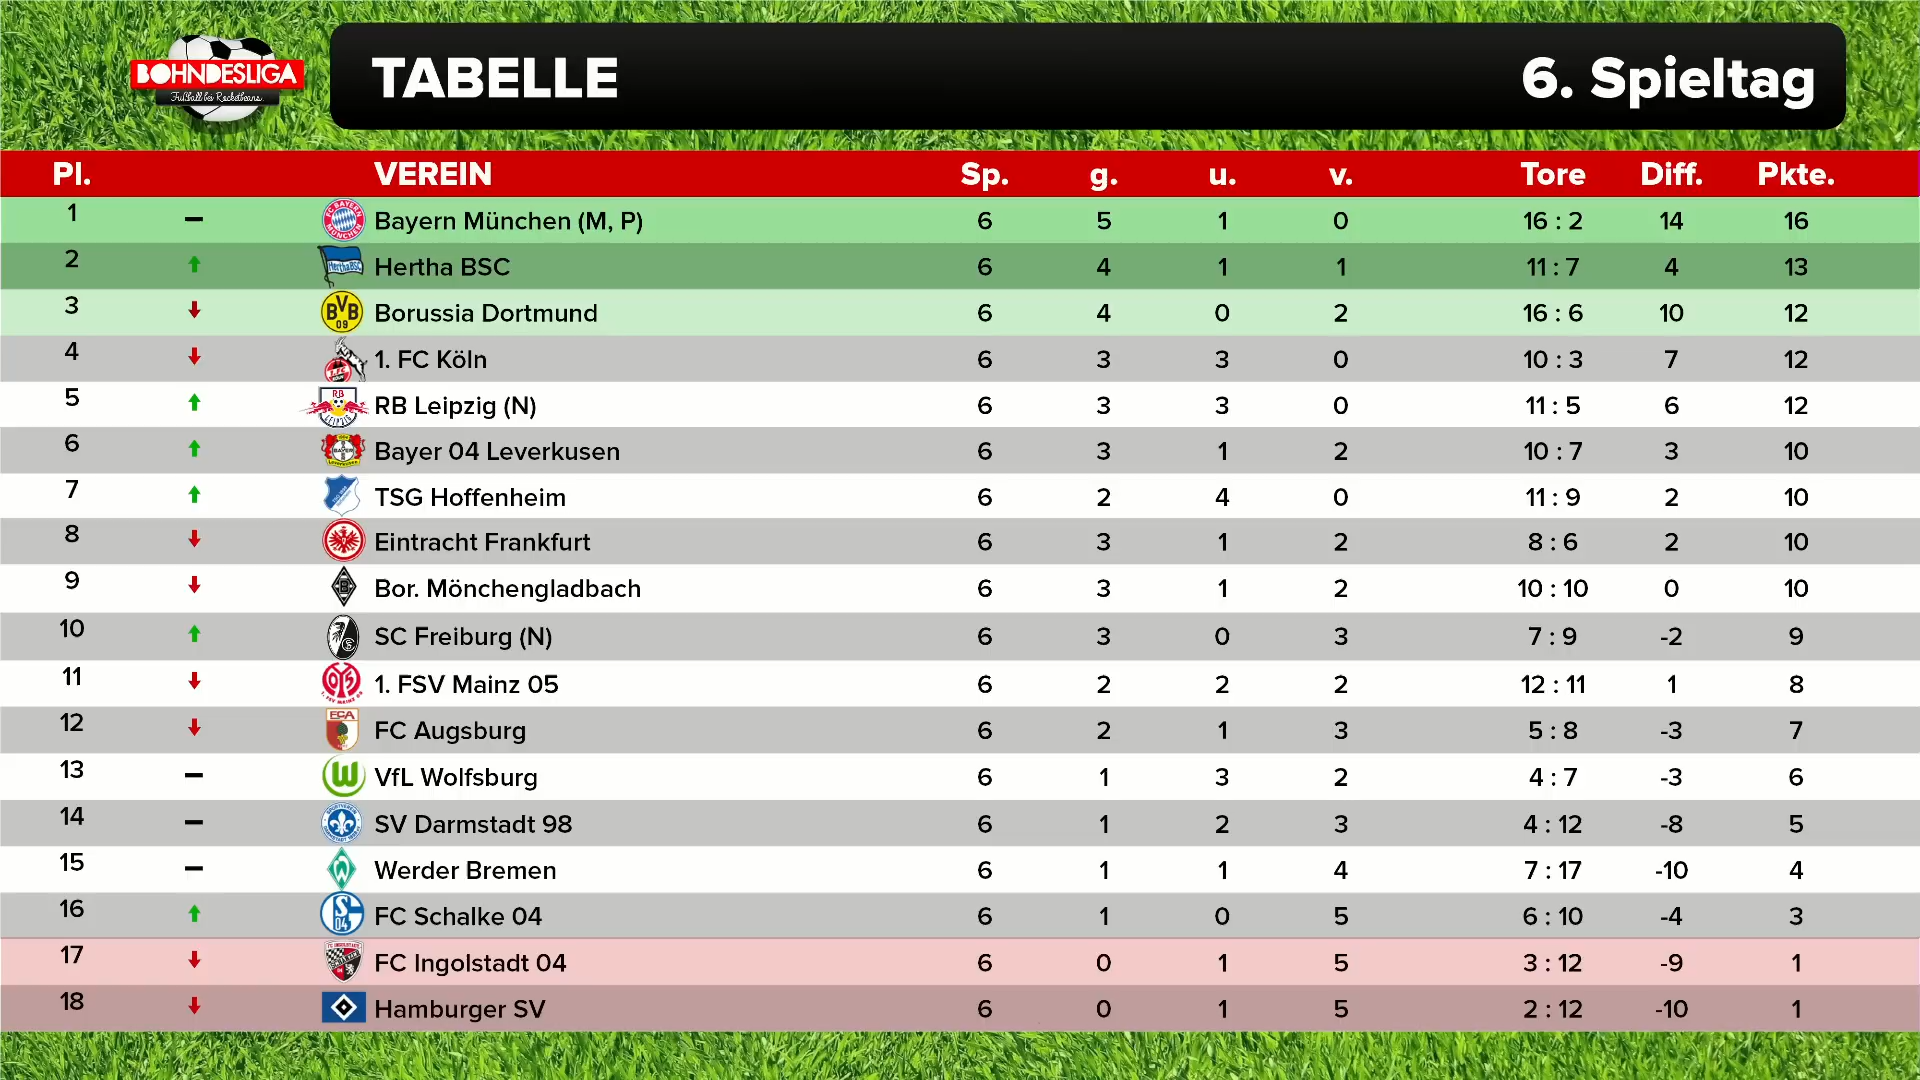 BOHNDESLIGA
Fußball bei Rocketbeans
TABELLE 6. Spieltag
Pl. VEREIN Sp. g. u. v. Tore Diff. Pkte.
1 – Bayern München (M, P) 6 5 1 0 16 : 2 14 16
2 Hertha BSC 6 4 1 1 11 : 7 4 13
3 Borussia Dortmund 6 4 0 2 16 : 6 10 12
4 1. FC Köln 6 3 3 0 10 : 3 7 12
5 RB Leipzig (N) 6 3 3 0 11 : 5 6 12
6 Bayer 04 Leverkusen 6 3 1 2 10 : 7 3 10
7 TSG Hoffenheim 6 2 4 0 11 : 9 2 10
8 Eintracht Frankfurt 6 3 1 2 8 : 6 2 10
9 Bor. Mönchengladbach 6 3 1 2 10 : 10 0 10
10 SC Freiburg (N) 6 3 0 3 7 : 9 -2 9
11 1. FSV Mainz 05 6 2 2 2 12 : 11 1 8
12 FC Augsburg 6 2 1 3 5 : 8 -3 7
13 – VfL Wolfsburg 6 1 3 2 4 : 7 -3 6
14 – SV Darmstadt 98 6 1 2 3 4 : 12 -8 5
15 – Werder Bremen 6 1 1 4 7 : 17 -10 4
16 FC Schalke 04 6 1 0 5 6 : 10 -4 3
17 FC Ingolstadt 04 6 0 1 5 3 : 12 -9 1
18 Hamburger SV 6 0 1 5 2 : 12 -10 1